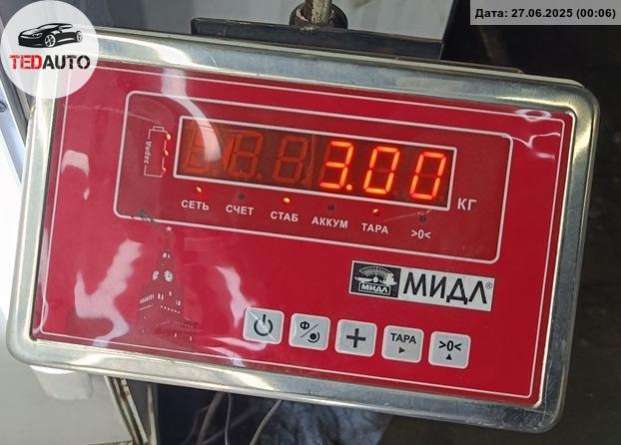 Дата: 27.06.2025 (00:06)
TEDAUTO
заряд
3.00
КГ
СЕТЬ СЧЕТ СТАБ АККУМ ТАРА >0<
МИДЛ МИДЛ®
Ф
ТАРА
>0<